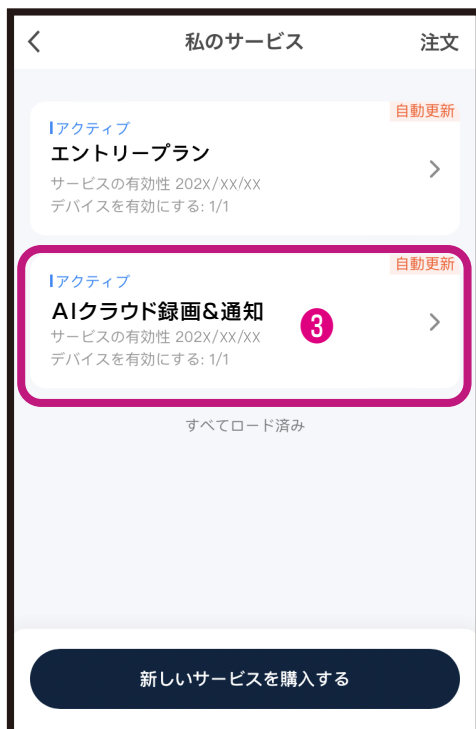 私のサービス 注文
自動更新
アクティブ
エントリープラン
サービスの有効性 202X/XX/XX
デバイスを有効にする: 1/1
自動更新
アクティブ
AIクラウド録画&通知
❸
サービスの有効性 202X/XX/XX
デバイスを有効にする: 1/1
すべてロード済み
新しいサービスを購入する